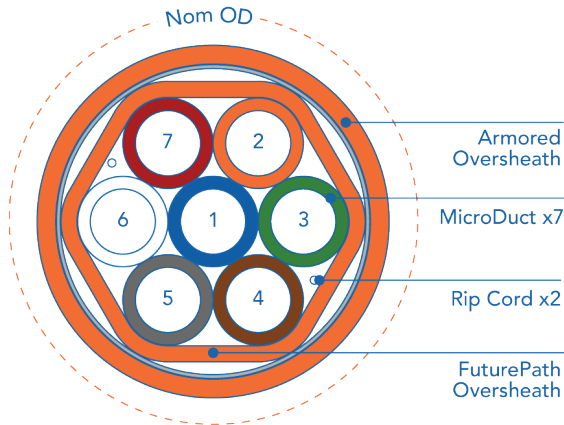 Nom OD
7
2
Armored
Oversheath
6
1
3
MicroDuct x7
5
4
Rip Cord x2
FuturePath
Oversheath